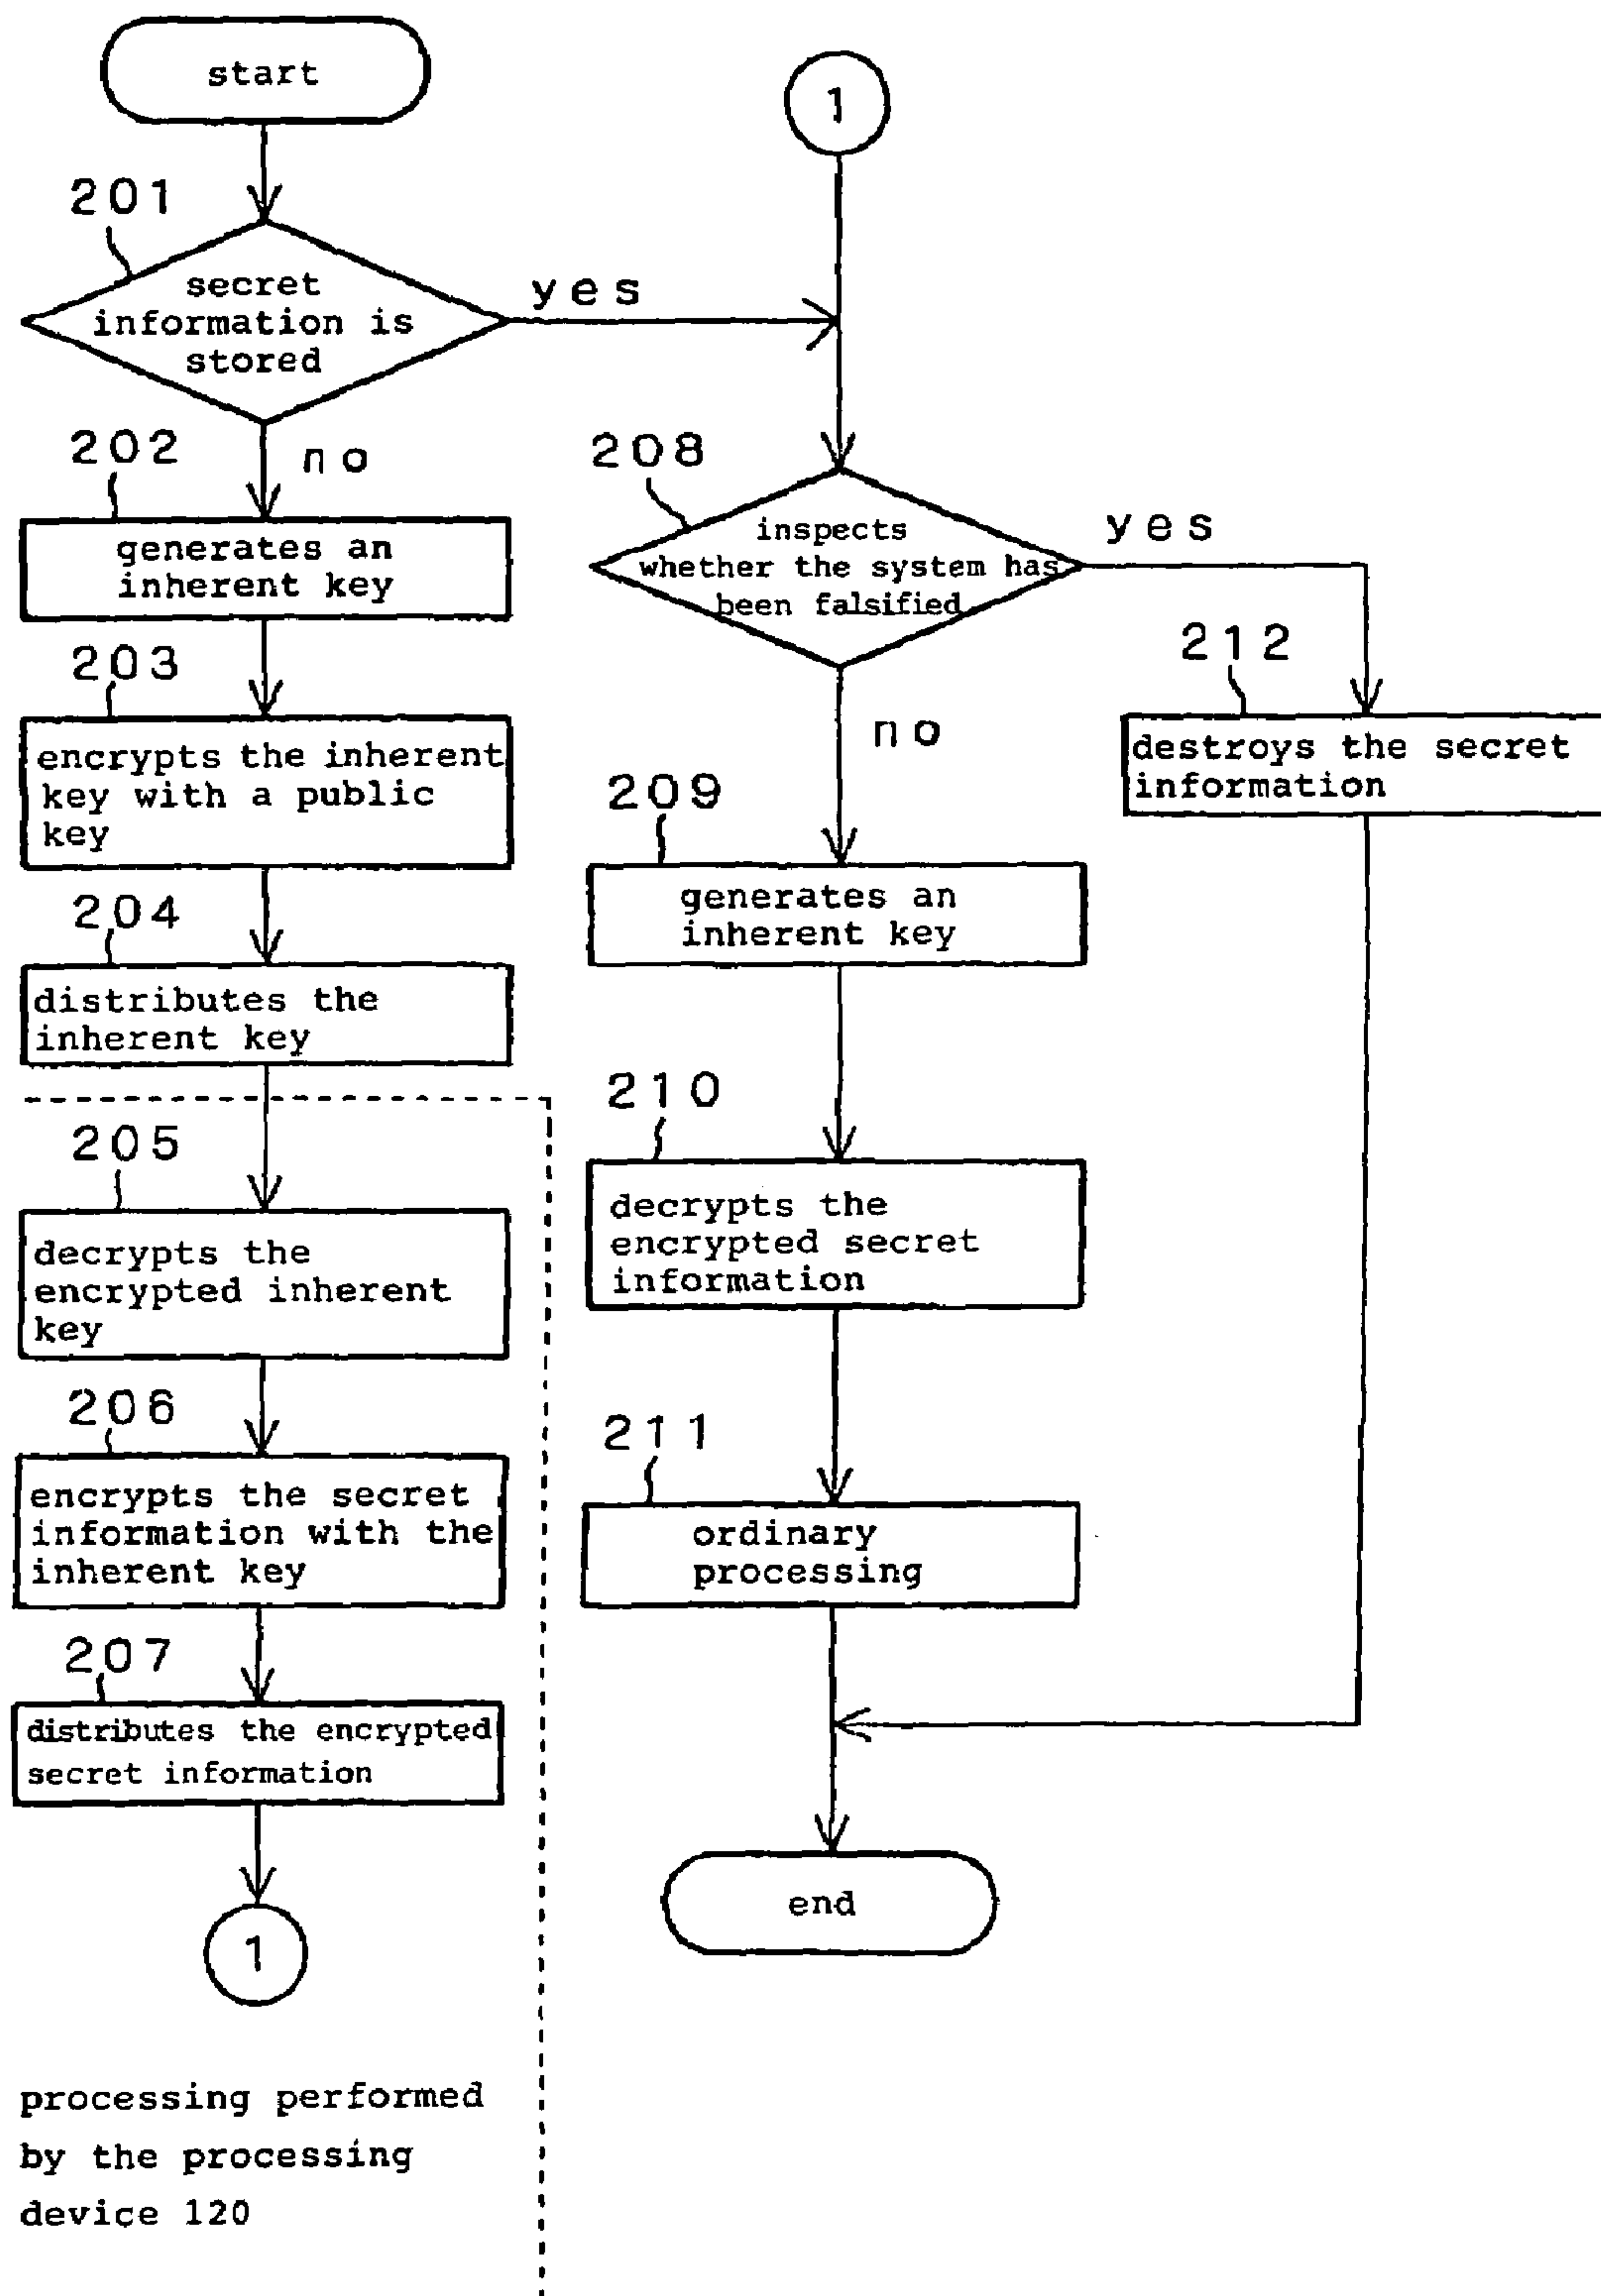 start
201
secret
information is
stored
yes
no
202
generates an
inherent key
203
encrypts the inherent
key with a public
key
204
distributes the
inherent key
205
decrypts the
encrypted inherent
key
206
encrypts the secret
information with the
inherent key
207
distributes the encrypted
secret information
1
processing performed
by the processing
device 120
1
208
inspects
whether the system has
been falsified
yes
no
209
generates an
inherent key
210
decrypts the
encrypted secret
information
211
ordinary
processing
end
212
destroys the secret
information